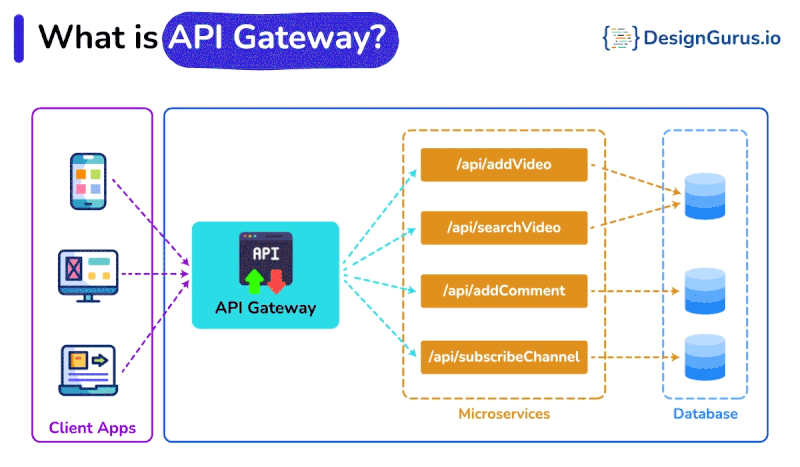 What is API Gateway?
{} DesignGurus.io
/api/addVideo
/api/searchVideo
API
API Gateway
/api/addComment
/api/subscribeChannel
Client Apps
Microservices
Database